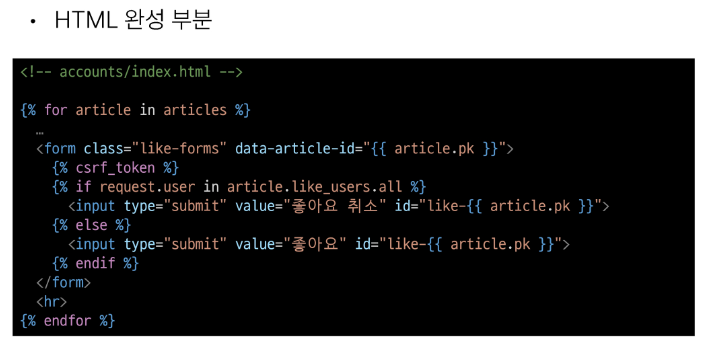 • HTML 완성 부분
<!-- accounts/index.html -->
{% for article in articles %}
…
<form class="like-forms" data-article-id="{{ article.pk }}">
{% csrf_token %}
{% if request.user in article.like_users.all %}
<input type="submit" value="좋아요 취소" id="like-{{ article.pk }}">
{% else %}
<input type="submit" value="좋아요" id="like-{{ article.pk }}">
{% endif %}
</form>
<hr>
{% endfor %}